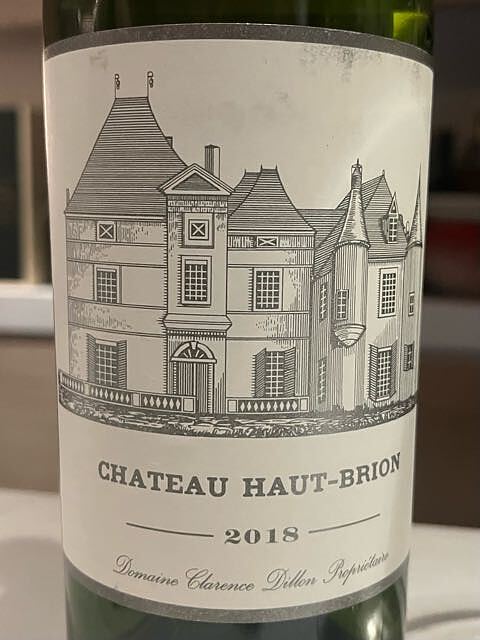 CHATEAU HAUT-BRION
2018
Domaine Clarence Dillon Propriétaire